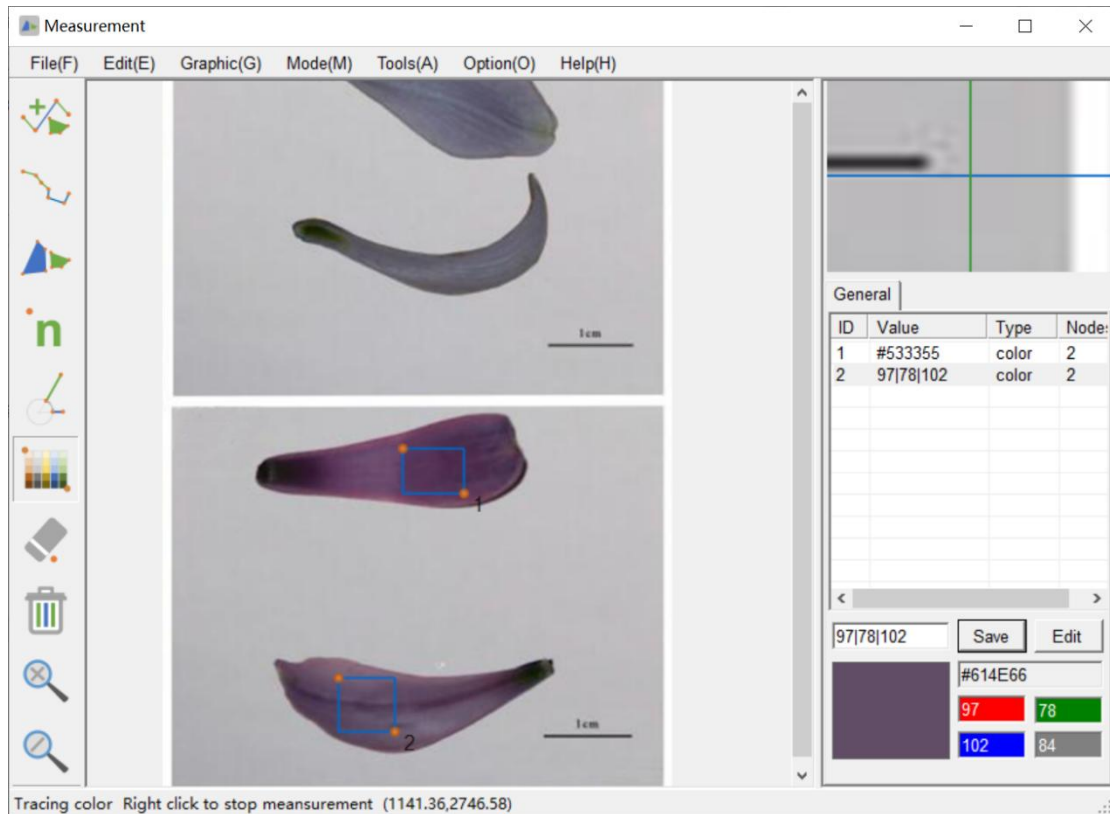 Measurement
File(F) Edit(E) Graphic(G) Mode(M) Tools(A) Option(O) Help(H)
n
1cm
1
2
1cm
General
ID Value Type Nodes
1 #533355 color 2
2 97|78|102 color 2
97|78|102 Save Edit
#614E66
97 78
102 84
Tracing color Right click to stop meansurement (1141.36,2746.58)